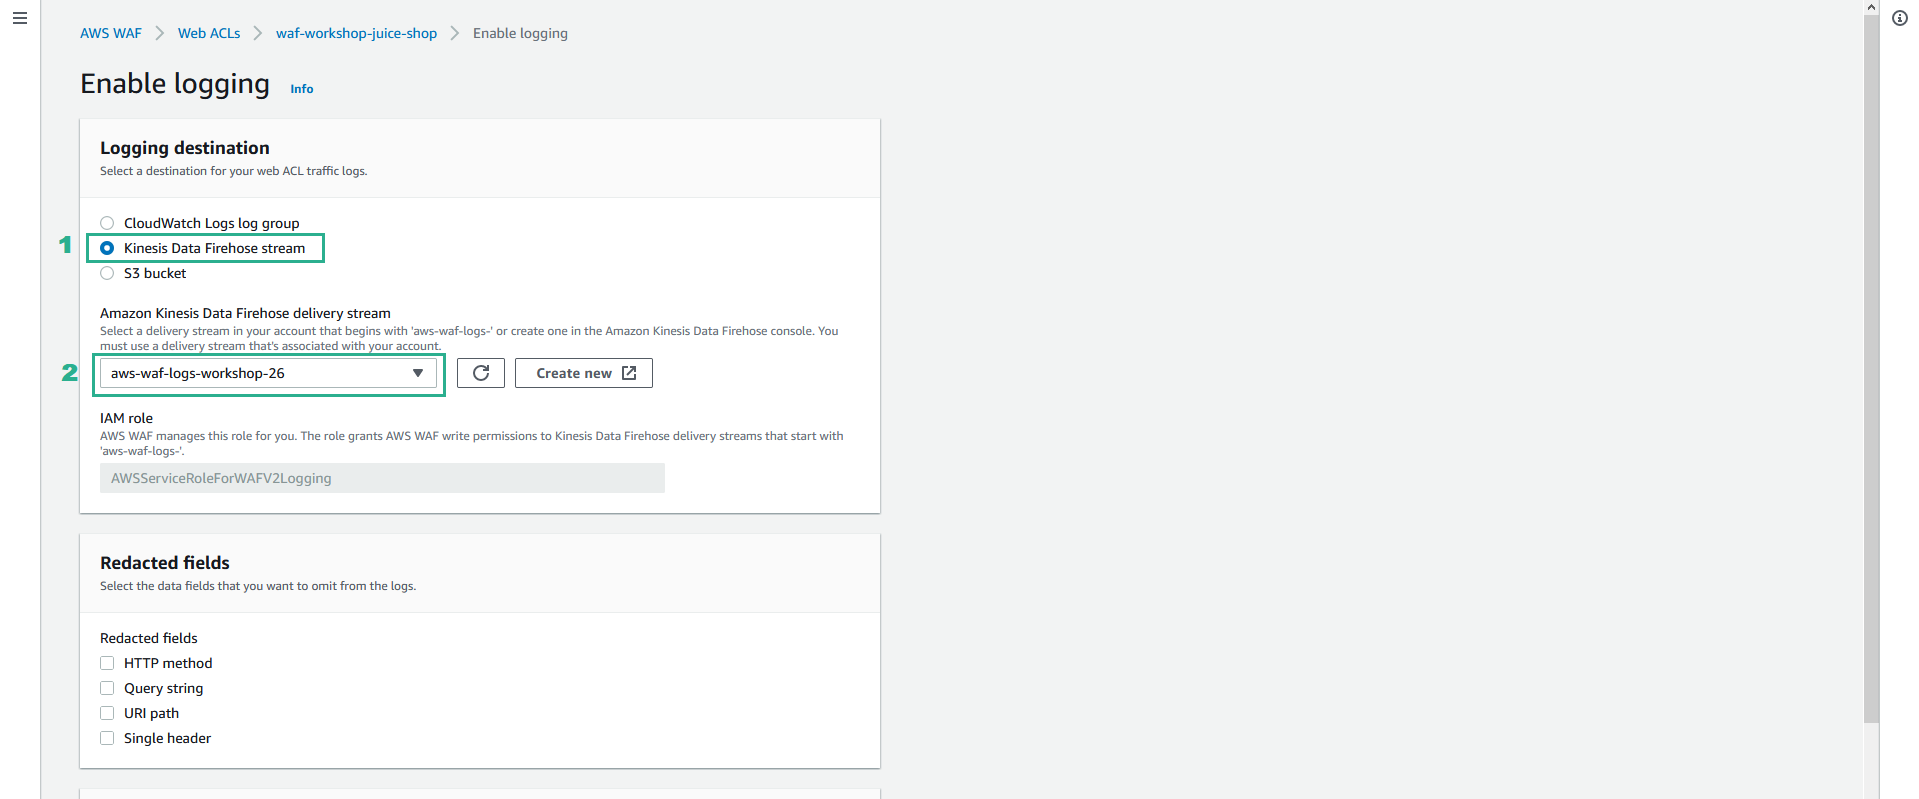 AWS WAF > Web ACLs > waf-workshop-juice-shop > Enable logging
Enable logging Info
Logging destination
Select a destination for your web ACL traffic logs.
CloudWatch Logs log group
1 Kinesis Data Firehose stream
S3 bucket
Amazon Kinesis Data Firehose delivery stream
Select a delivery stream in your account that begins with 'aws-waf-logs-' or create one in the Amazon Kinesis Data Firehose console. You
must use a delivery stream that's associated with your account.
2 aws-waf-logs-workshop-26 Create new
IAM role
AWS WAF manages this role for you. The role grants AWS WAF write permissions to Kinesis Data Firehose delivery streams that start with
'aws-waf-logs-'.
AWSServiceRoleForWAFV2Logging
Redacted fields
Select the data fields that you want to omit from the logs.
Redacted fields
HTTP method
Query string
URI path
Single header